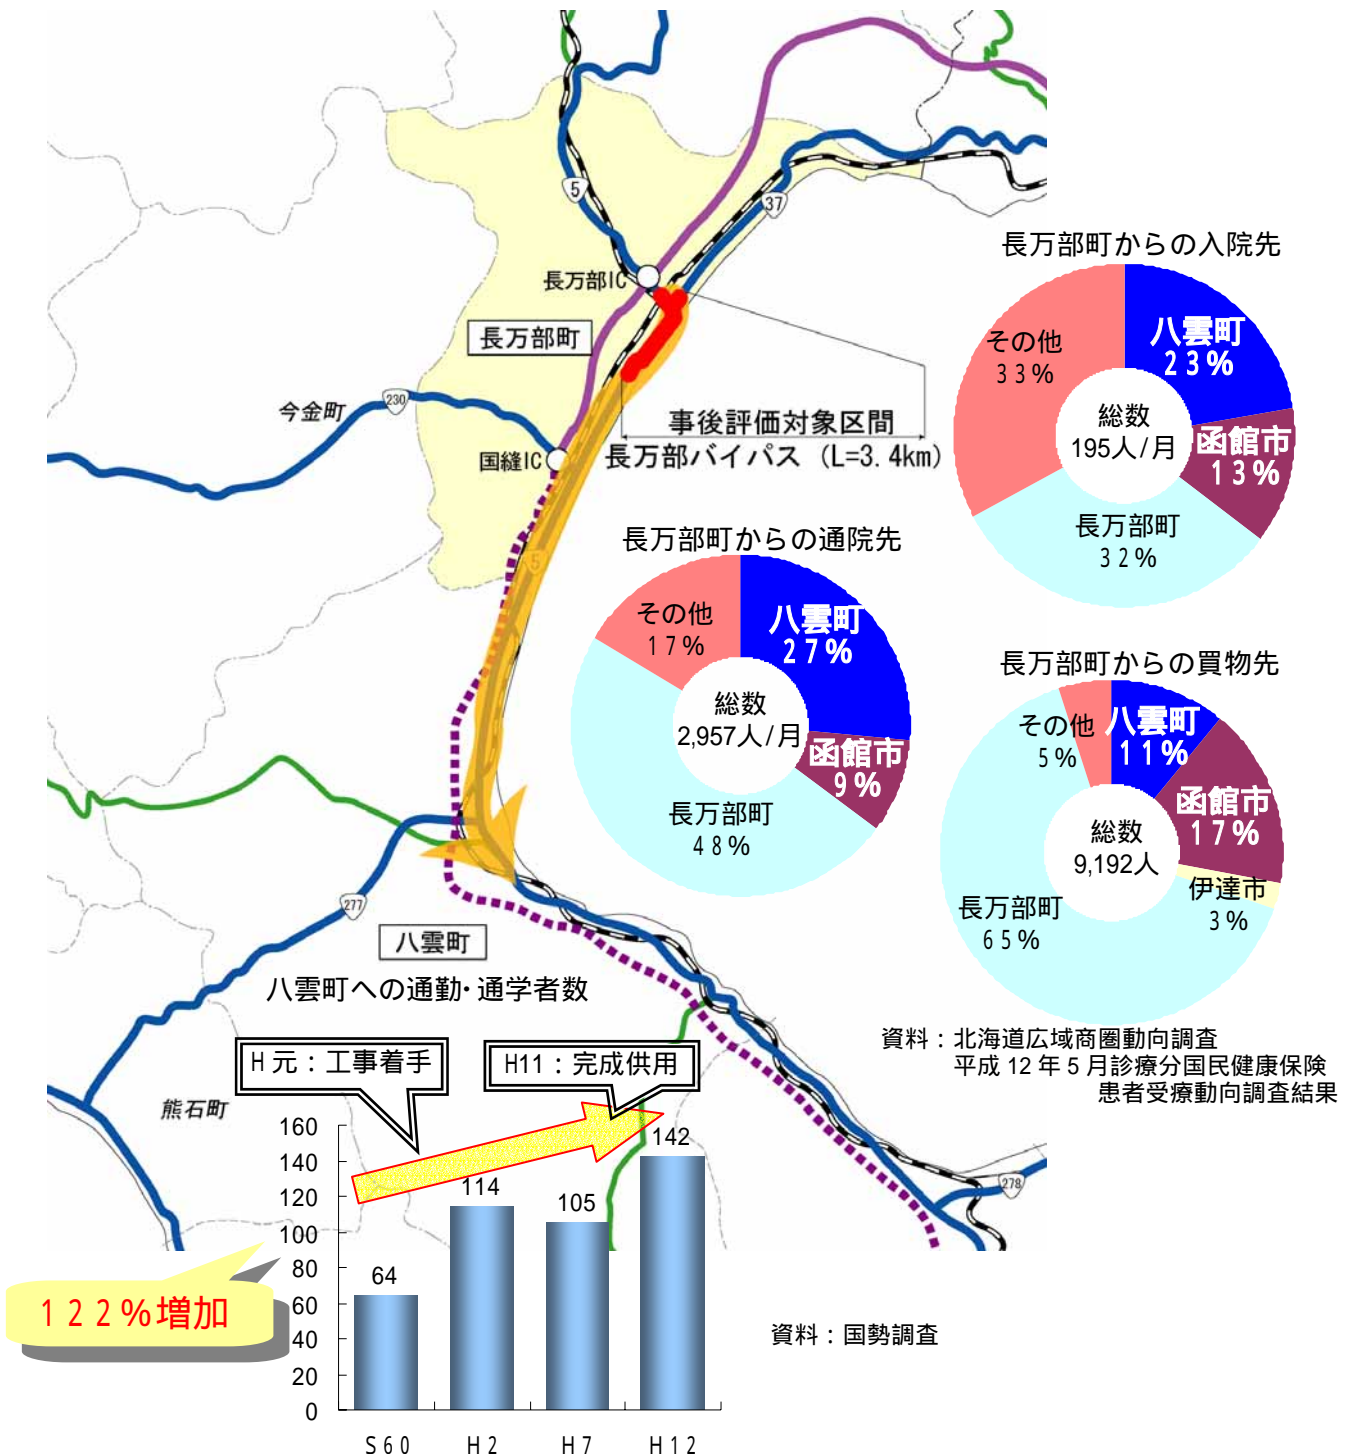 5
37
長万部IC
長万部町
230
今金町
国縫IC
事後評価対象区間
長万部バイパス (L=3.4km)
5
長万部町からの入院先
八雲町
23%
函館市
13%
長万部町
32%
その他
33%
総数
195人/月
長万部町からの通院先
八雲町
27%
函館市
9%
長万部町
48%
その他
17%
総数
2,957人/月
長万部町からの買物先
八雲町
11%
函館市
17%
伊達市
3%
長万部町
65%
その他
5%
総数
9,192人
資料：北海道広域商圏動向調査
平成12年5月診療分国民健康保険
患者受療動向調査結果
277
八雲町
熊石町
278
八雲町への通勤･通学者数
H元：工事着手
H11：完成供用
160
140
120
100
80
60
40
20
0
64
114
105
142
S60
H2
H7
H12
122%増加
資料：国勢調査